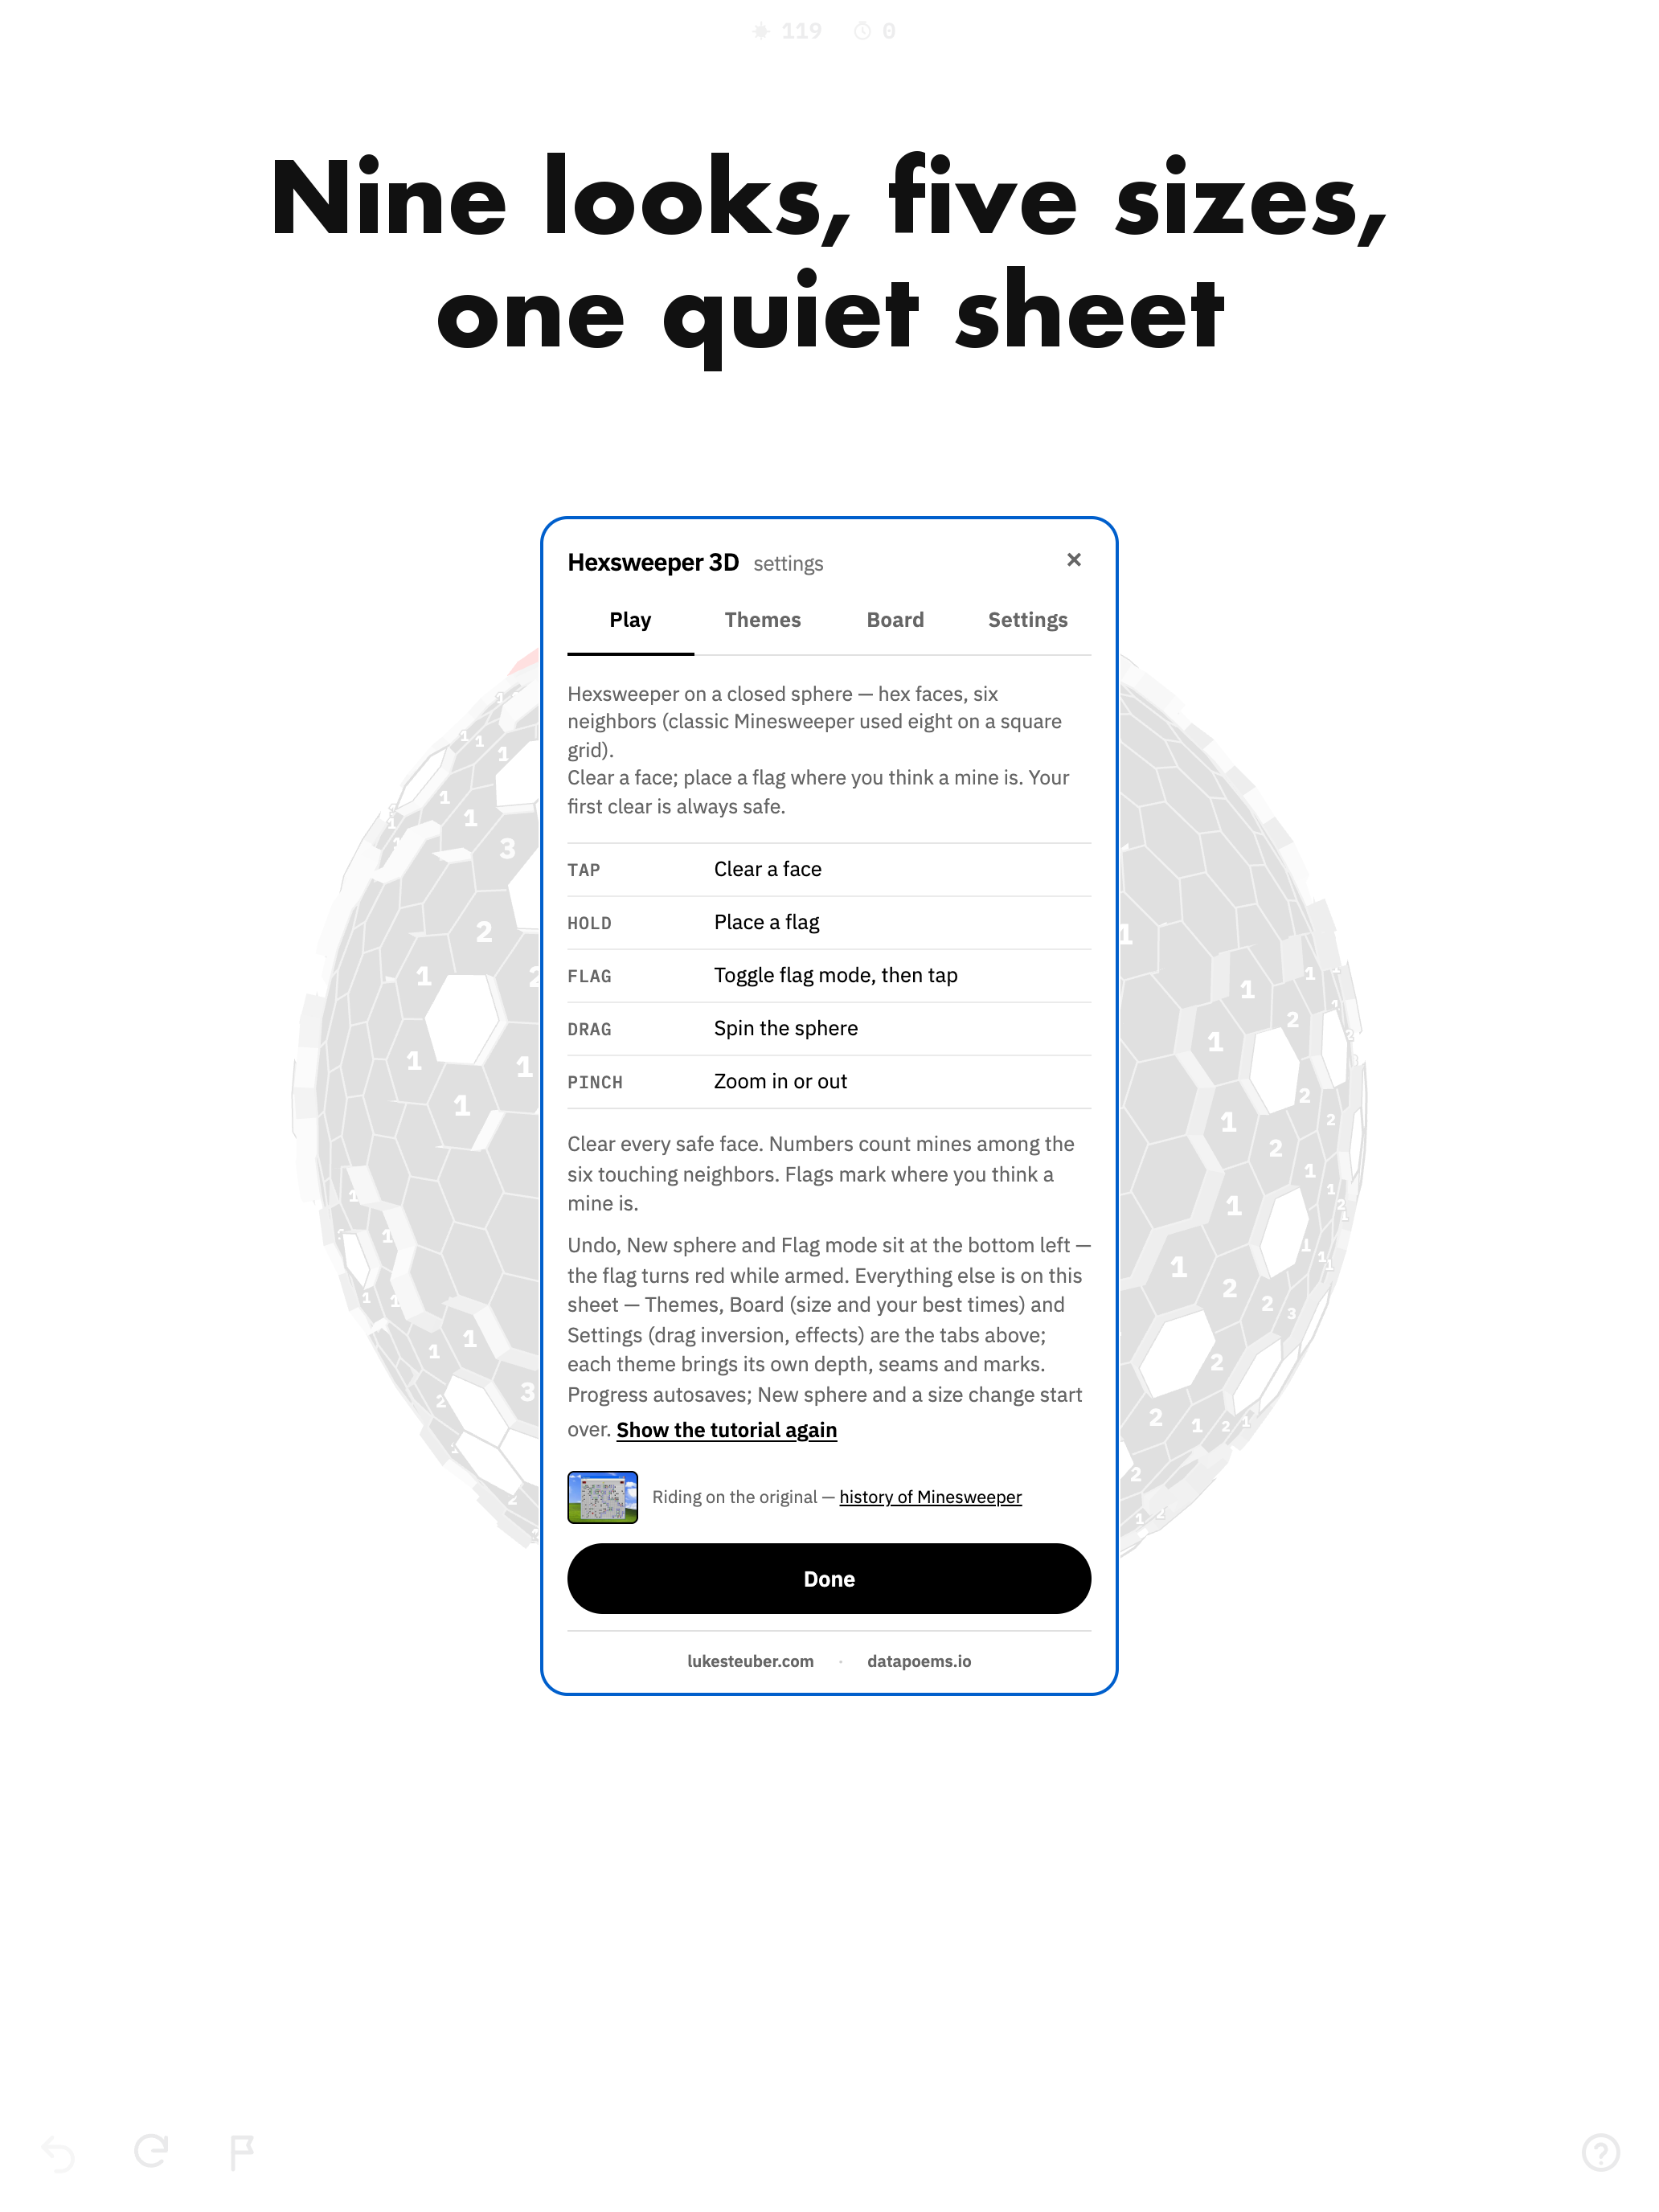 119 0
Nine looks, five sizes,
one quiet sheet
Hexsweeper 3D settings ×
Play Themes Board Settings
Hexsweeper on a closed sphere — hex faces, six
neighbors (classic Minesweeper used eight on a square
grid).
Clear a face; place a flag where you think a mine is. Your
first clear is always safe.
TAP Clear a face
HOLD Place a flag
FLAG Toggle flag mode, then tap
DRAG Spin the sphere
PINCH Zoom in or out
Clear every safe face. Numbers count mines among the
six touching neighbors. Flags mark where you think a
mine is.
Undo, New sphere and Flag mode sit at the bottom left —
the flag turns red while armed. Everything else is on this
sheet — Themes, Board (size and your best times) and
Settings (drag inversion, effects) are the tabs above;
each theme brings its own depth, seams and marks.
Progress autosaves; New sphere and a size change start
over. Show the tutorial again
Riding on the original — history of Minesweeper
Done
lukesteuber.com · datapoems.io